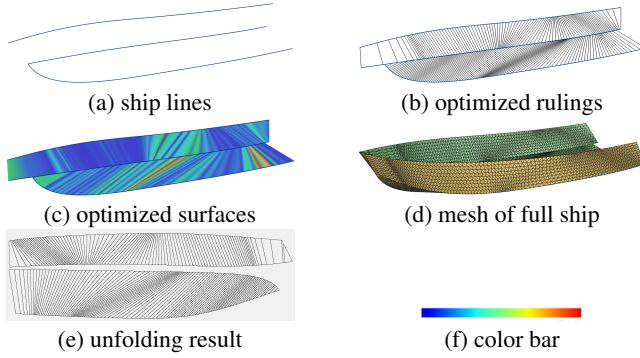 (a) ship lines
(b) optimized rulings
(c) optimized surfaces
(d) mesh of full ship
(e) unfolding result
(f) color bar